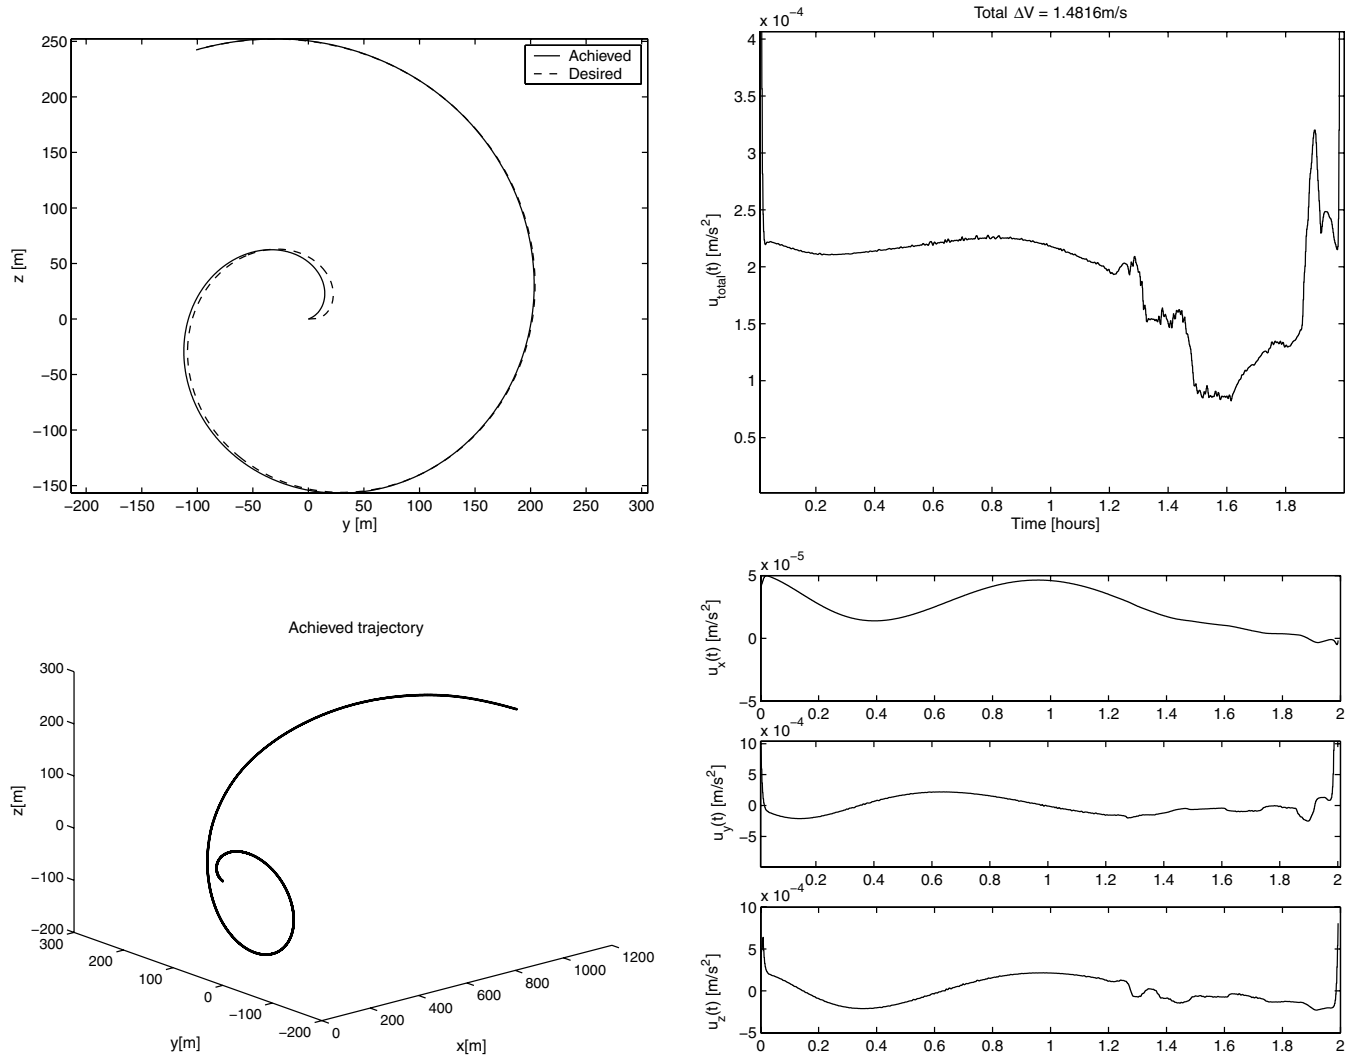 250
200
150
100
50
0
−50
−100
−150
−200 −150 −100 −50 0 50 100 150 200 250 300
y [m]
z [m]
Achieved
Desired
Total ΔV = 1.4816m/s
x 10−4
4
3.5
3
2.5
2
1.5
1
0.5
0.2 0.4 0.6 0.8 1 1.2 1.4 1.6 1.8
Time [hours]
utotal(t) [m/s2]
Achieved trajectory
300
200
100
0
−100
−200
z[m]
300
200
100
0
−100
−200
y[m]
0
200
400
600
800
1000
1200
x[m]
x 10−5
5
0
−5
ux(t) [m/s2]
0 0.2 0.4 0.6 0.8 1 1.2 1.4 1.6 1.8 2
x 10−4
10
5
0
−5
uy(t) [m/s2]
0.2 0.4 0.6 0.8 1 1.2 1.4 1.6 1.8 2
x 10−4
10
5
0
−5
uz(t) [m/s2]
0 0.2 0.4 0.6 0.8 1 1.2 1.4 1.6 1.8 2